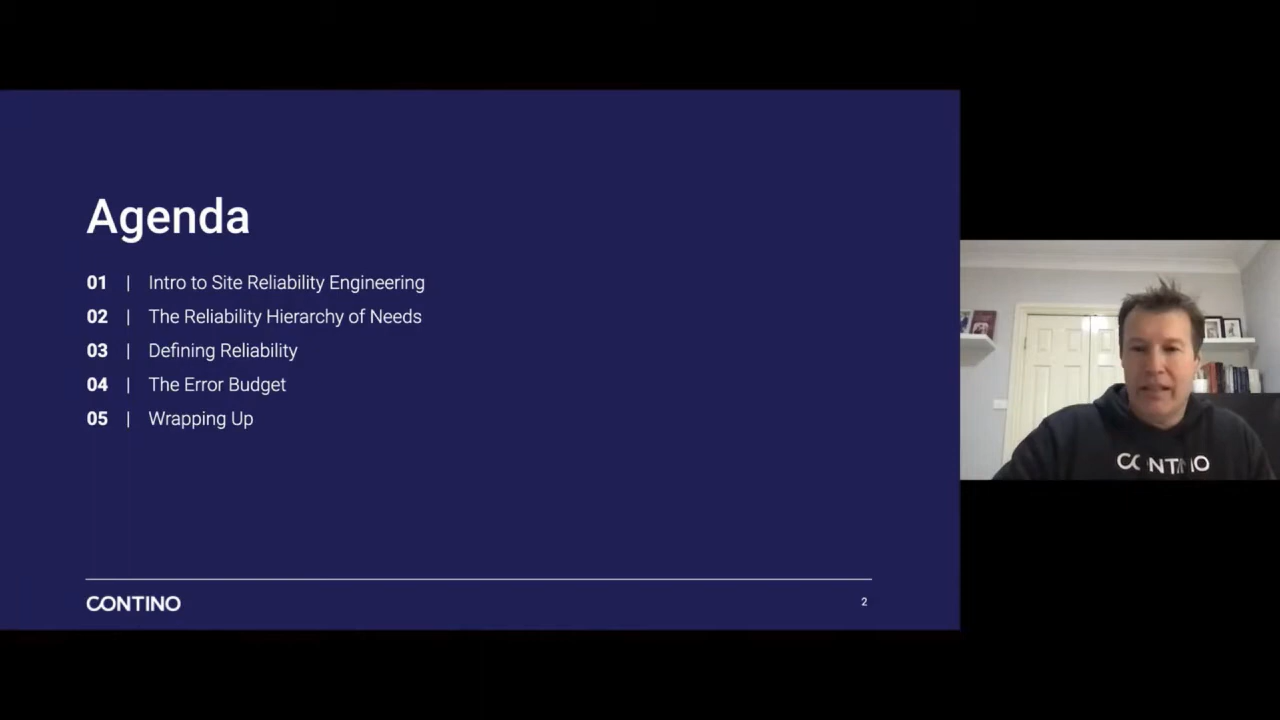 Agenda
01 | Intro to Site Reliability Engineering
02 | The Reliability Hierarchy of Needs
03 | Defining Reliability
04 | The Error Budget
05 | Wrapping Up
CONTINO
2
CONTINO